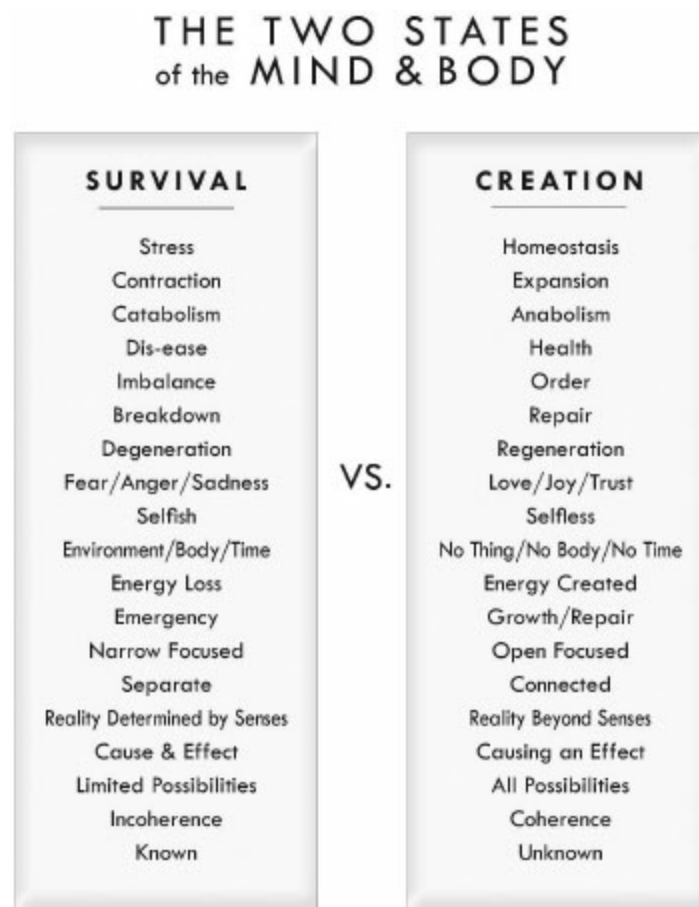 THE TWO STATES
of the MIND & BODY
SURVIVAL
Stress
Contraction
Catabolism
Dis-ease
Imbalance
Breakdown
Degeneration
Fear/Anger/Sadness
Selfish
Environment/Body/Time
Energy Loss
Emergency
Narrow Focused
Separate
Reality Determined by Senses
Cause & Effect
Limited Possibilities
Incoherence
Known
VS.
CREATION
Homeostasis
Expansion
Anabolism
Health
Order
Repair
Regeneration
Love/Joy/Trust
Selfless
No Thing/No Body/No Time
Energy Created
Growth/Repair
Open Focused
Connected
Reality Beyond Senses
Causing an Effect
All Possibilities
Coherence
Unknown